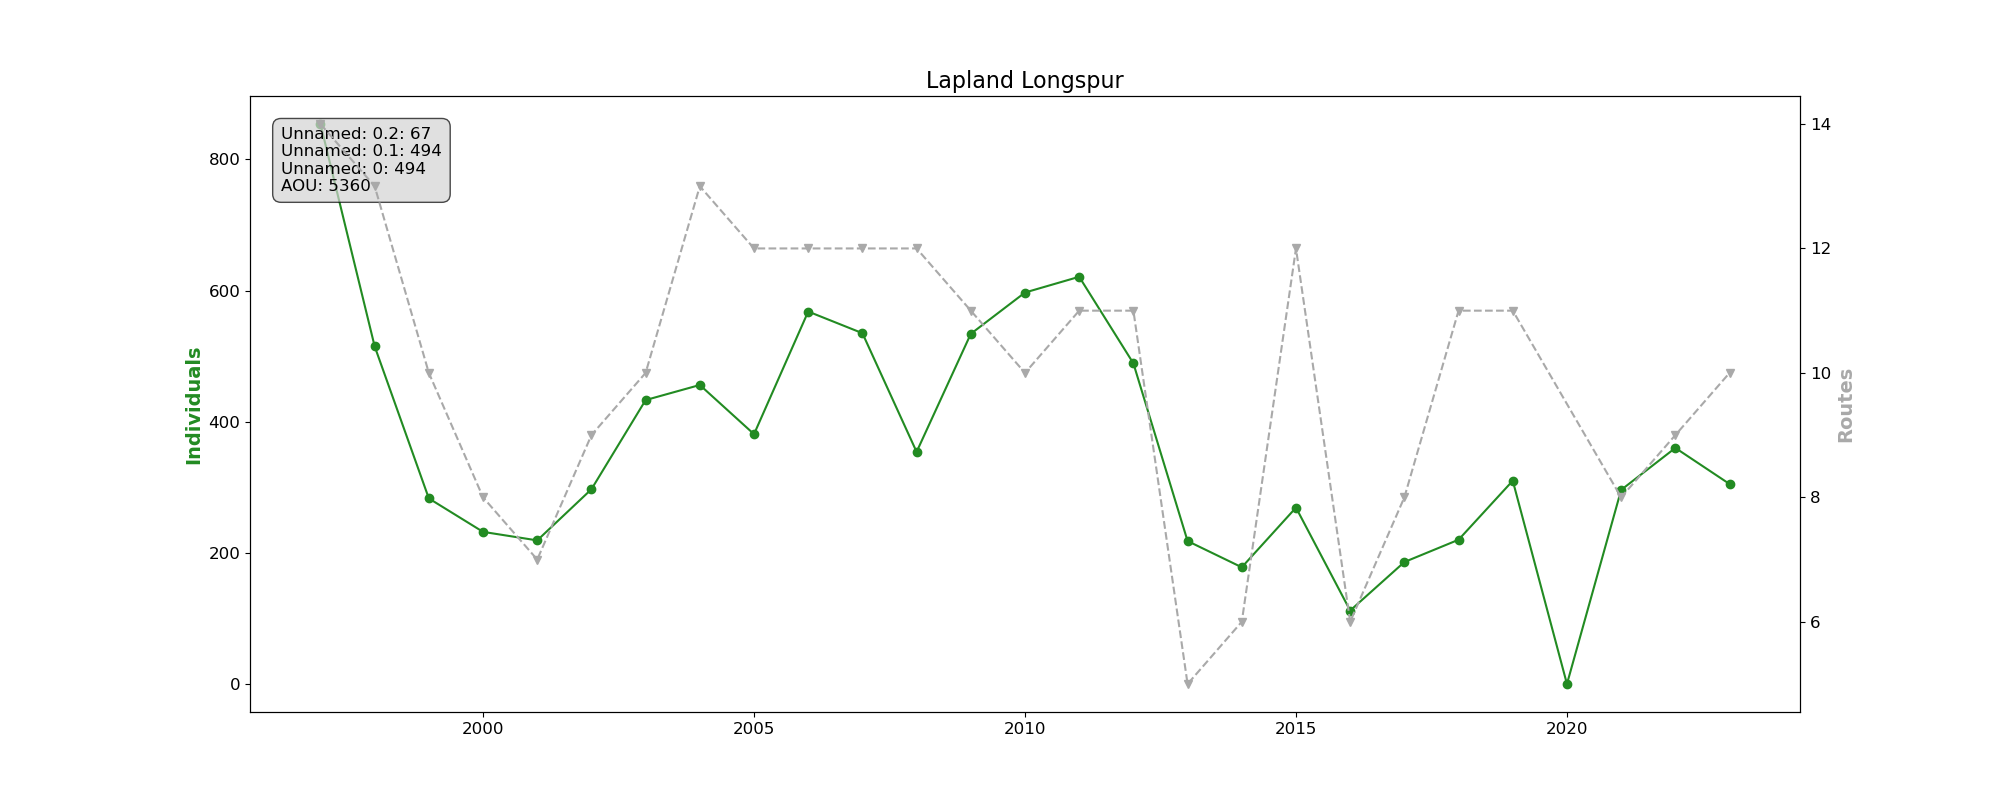 Lapland Longspur
Unnamed: 0.2: 67
Unnamed: 0.1: 494
Unnamed: 0: 494
AOU: 5360
Individuals
800
600
400
200
0
14
12
10
8
6
Routes
2000 2005 2010 2015 2020